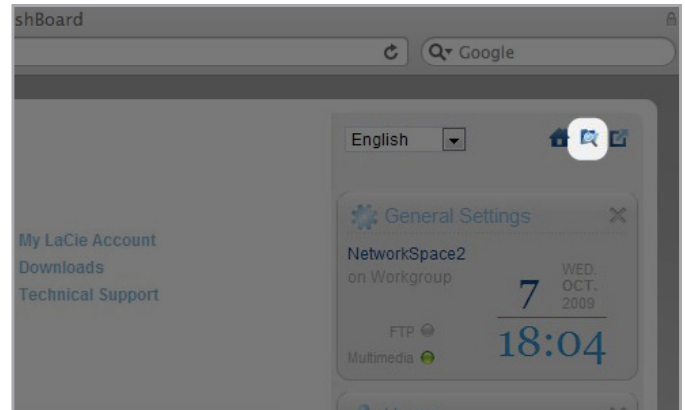 shBoard
Google
English
General Settings
My LaCie Account
Downloads
Technical Support
NetworkSpace2
on Workgroup
7
WED.
OCT.
2009
FTP
18:04
Multimedia